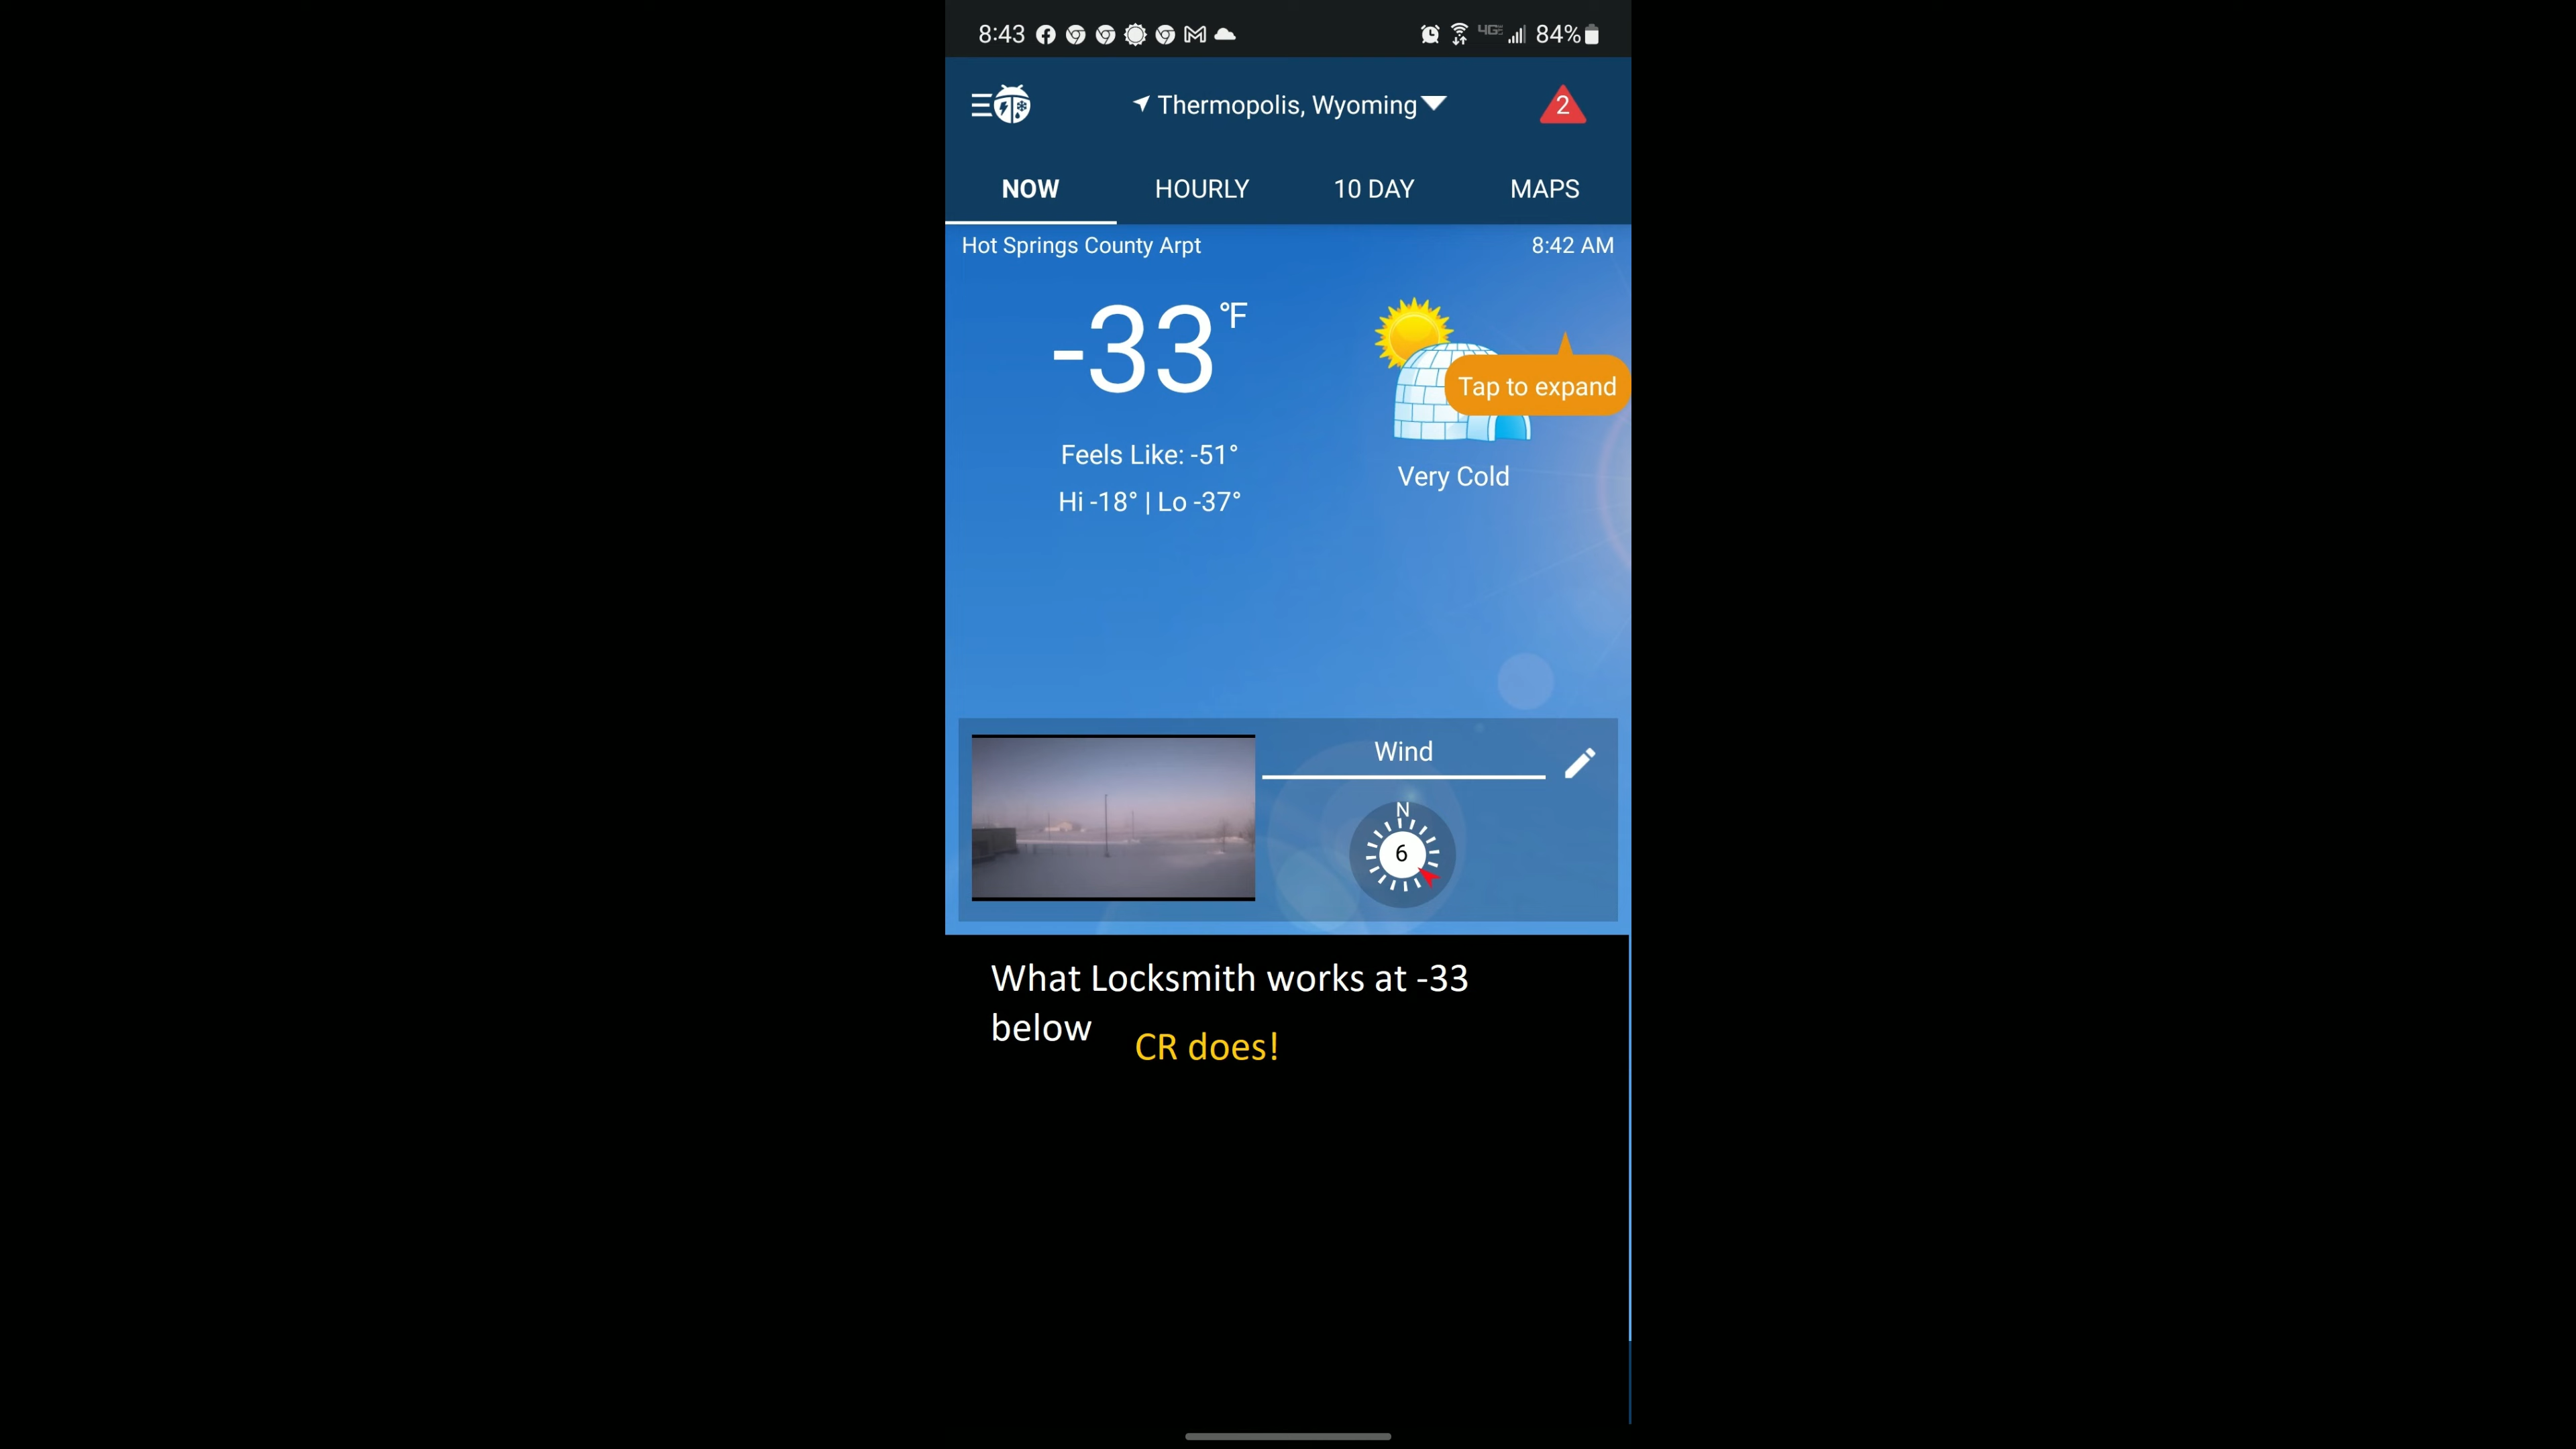 8:43 84%
Thermopolis, Wyoming 2
NOW HOURLY 10 DAY MAPS
Hot Springs County Arpt 8:42 AM
-33 °F
Tap to expand
Feels Like: -51°
Very Cold
Hi -18° | Lo -37°
Wind
N
6
What Locksmith works at -33
below
CR does!